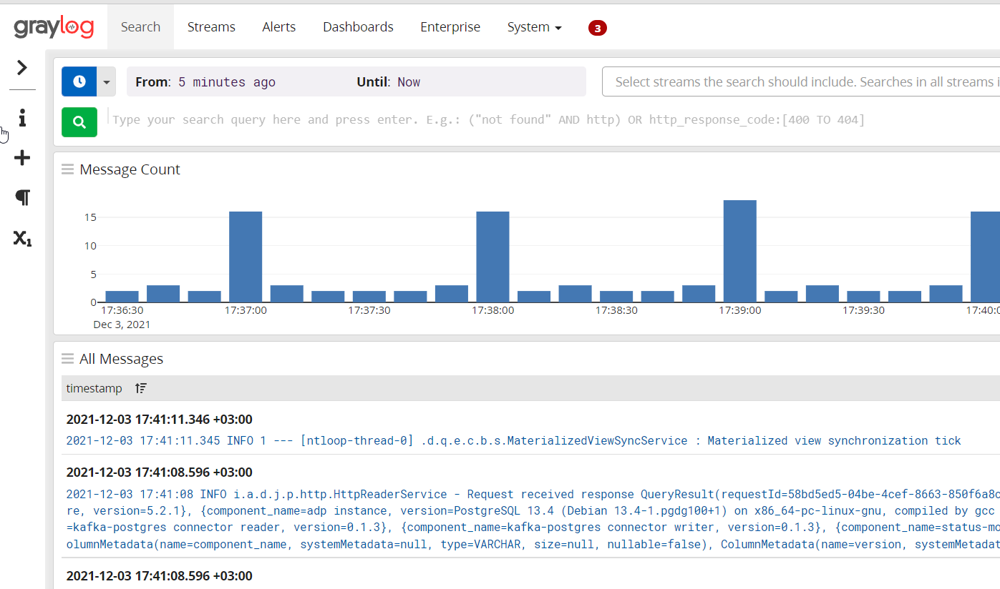 graylog Search Streams Alerts Dashboards Enterprise System 3
From: 5 minutes ago Until: Now Select streams the search should include. Searches in all streams i
Type your search query here and press enter. E.g.: ("not found" AND http) OR http_response_code:[400 TO 404]
Message Count
15
10
5
0
17:36:30 17:37:00 17:37:30 17:38:00 17:38:30 17:39:00 17:39:30 17:40:0
Dec 3, 2021
All Messages
timestamp
2021-12-03 17:41:11.346 +03:00
2021-12-03 17:41:11.345 INFO 1 --- [ntloop-thread-0] .d.q.e.c.b.s.MaterializedViewSyncService : Materialized view synchronization tick
2021-12-03 17:41:08.596 +03:00
2021-12-03 17:41:08 INFO i.a.d.j.p.http.HttpReaderService - Request received response QueryResult(requestId=58bd5ed5-04be-4cef-8663-850f6a8c
re, version=5.2.1}, {component_name=adp instance, version=PostgreSQL 13.4 (Debian 13.4-1.pgdg100+1) on x86_64-pc-linux-gnu, compiled by gcc
=kafka-postgres connector reader, version=0.1.3}, {component_name=kafka-postgres connector writer, version=0.1.3}, {component_name=status-mo
olumnMetadata(name=component_name, systemMetadata=null, type=VARCHAR, size=null, nullable=false), ColumnMetadata(name=version, systemMetadat
2021-12-03 17:41:08.596 +03:00